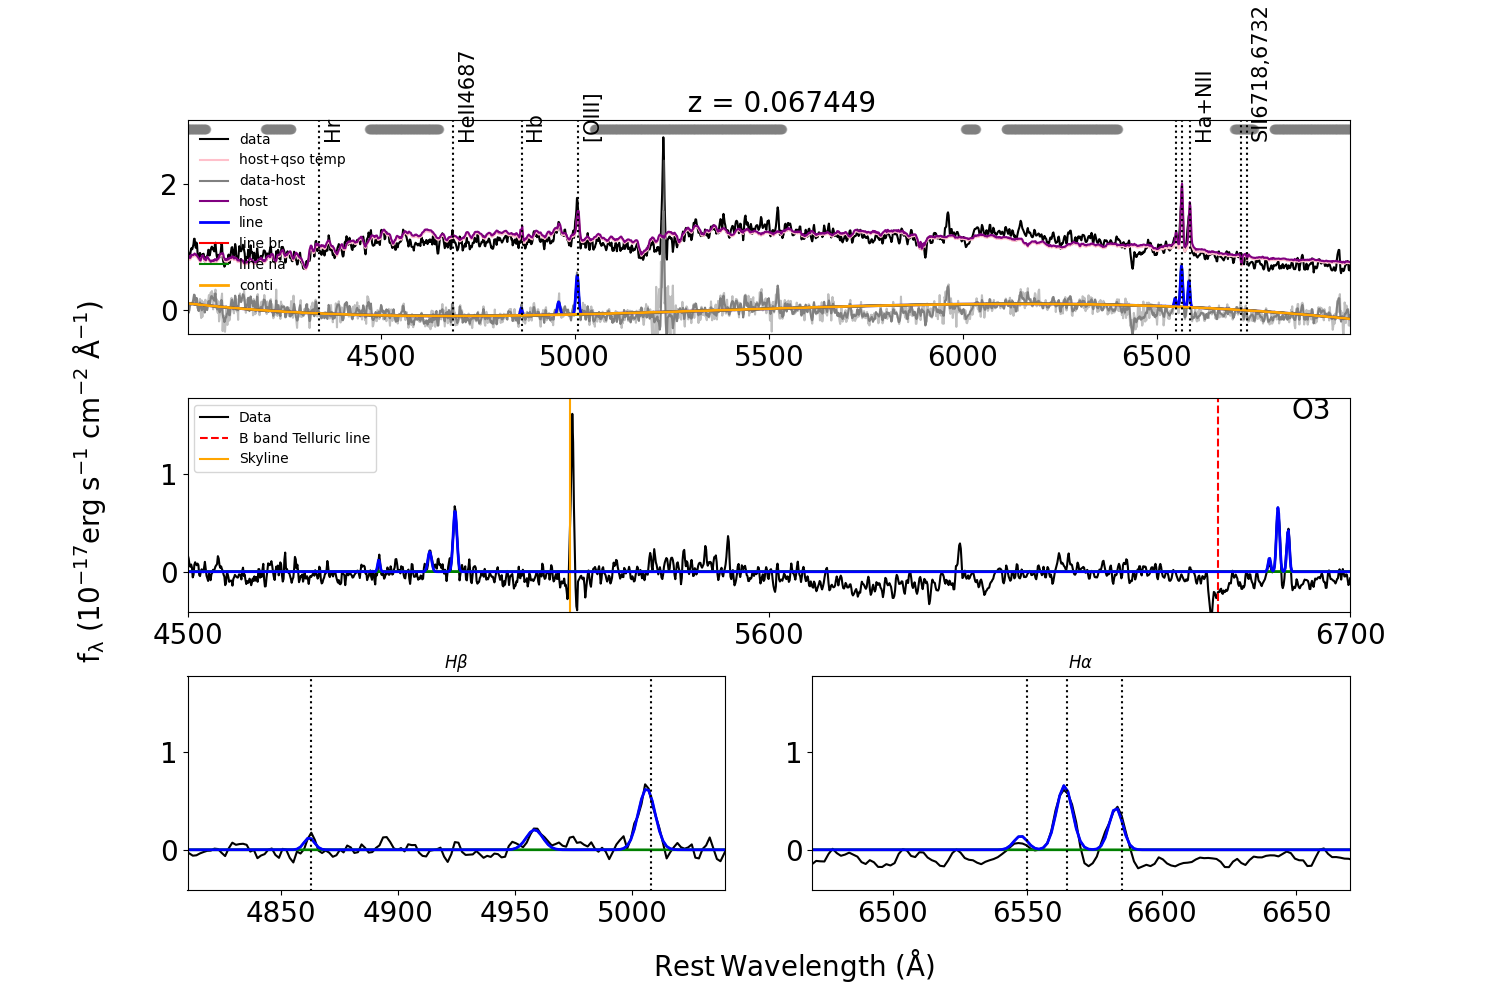 z = 0.067449
Hr
HeII4687
Hb
[OIII]
Ha+NII
SII6718,6732
data
host+qso temp
data-host
host
line
line br
line na
conti
2
0
4500
5000
5500
6000
6500
O3
Data
B band Telluric line
Skyline
1
0
4500
5600
6700
fλ (10−17erg s−1 cm−2 Å−1)
Hβ
1
0
4850
4900
4950
5000
Hα
1
0
6500
6550
6600
6650
Rest Wavelength (Å)